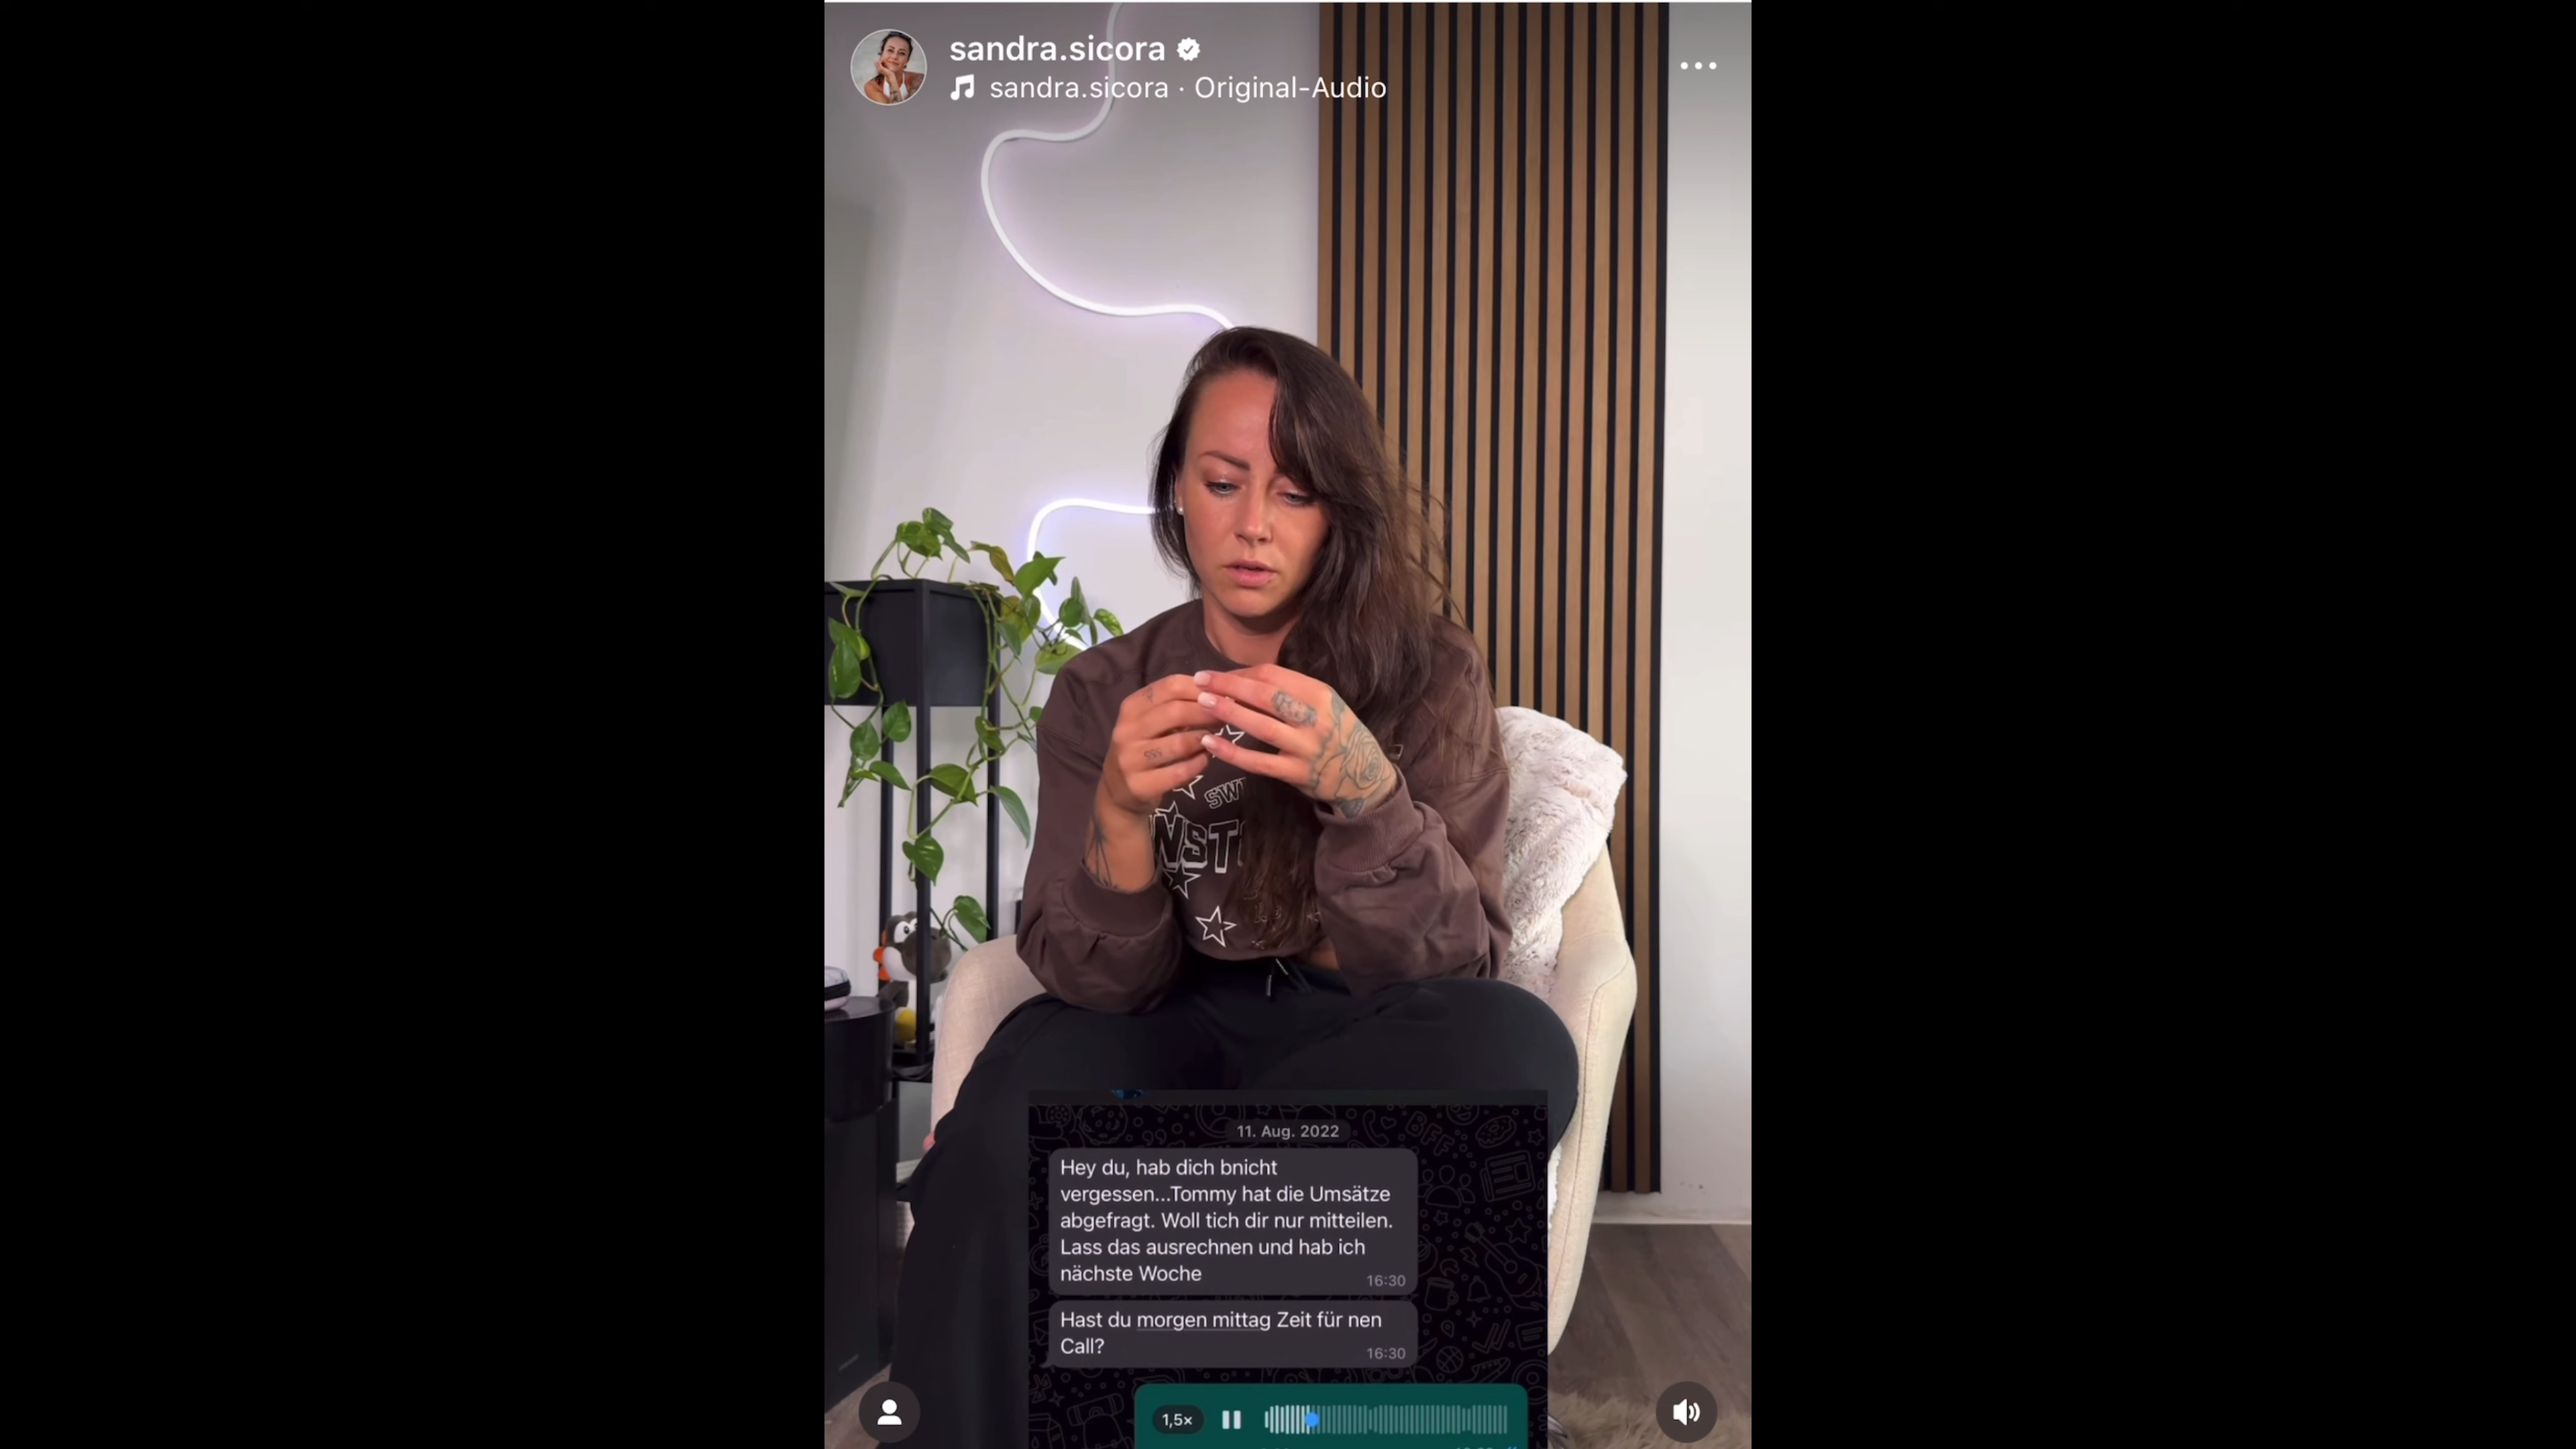 sandra.sicora
sandra.sicora · Original-Audio
SWT
WST
11. Aug. 2022
Hey du, hab dich bnicht
vergessen...Tommy hat die Umsätze
abgefragt. Woll tich dir nur mitteilen.
Lass das ausrechnen und hab ich
nächste Woche
16:30
Hast du morgen mittag Zeit für nen
Call?
16:30
1,5×